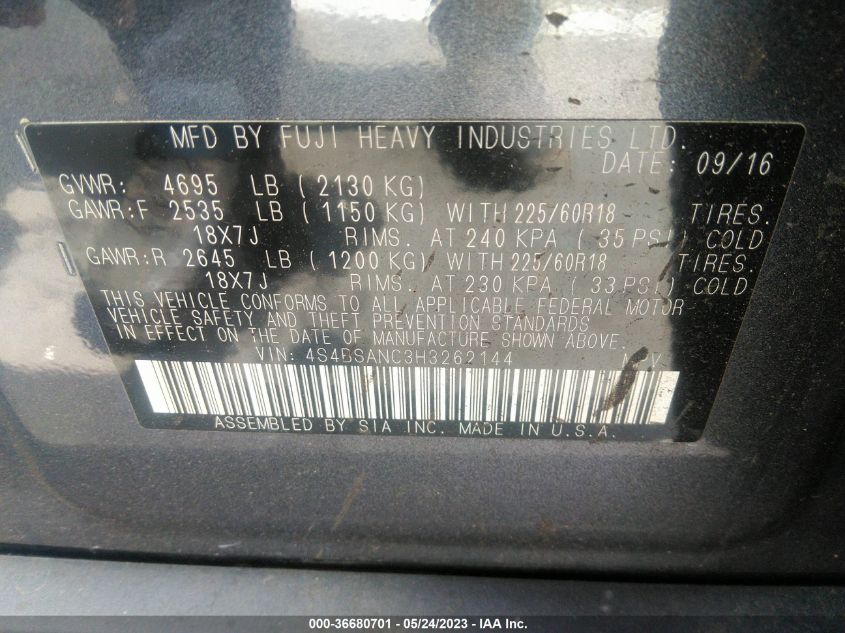 MFD BY FUJI HEAVY INDUSTRIES LTD.
DATE: 09/16
GVWR: 4695 LB ( 2130 KG)
GAWR:F 2535 LB ( 1150 KG) WITH 225/60R18 TIRES.
18X7J RIMS. AT 240 KPA ( 35 PSI) COLD
GAWR:R 2645 LB ( 1200 KG) WITH 225/60R18 TIRES.
18X7J RIMS. AT 230 KPA. 33 PSI) COLD
THIS VEHICLE CONFORMS TO ALL APPLICABLE FEDERAL MOTOR
VEHICLE SAFETY AND THEFT PREVENTION STANDARDS
IN EFFECT ON THE DATE OF MANUFACTURE SHOWN ABOVE.
VIN: 4S4BSANC3H3262144
ASSEMBLED BY SIA INC. MADE IN U.S.A.
000-36680701 - 05/24/2023 - IAA Inc.